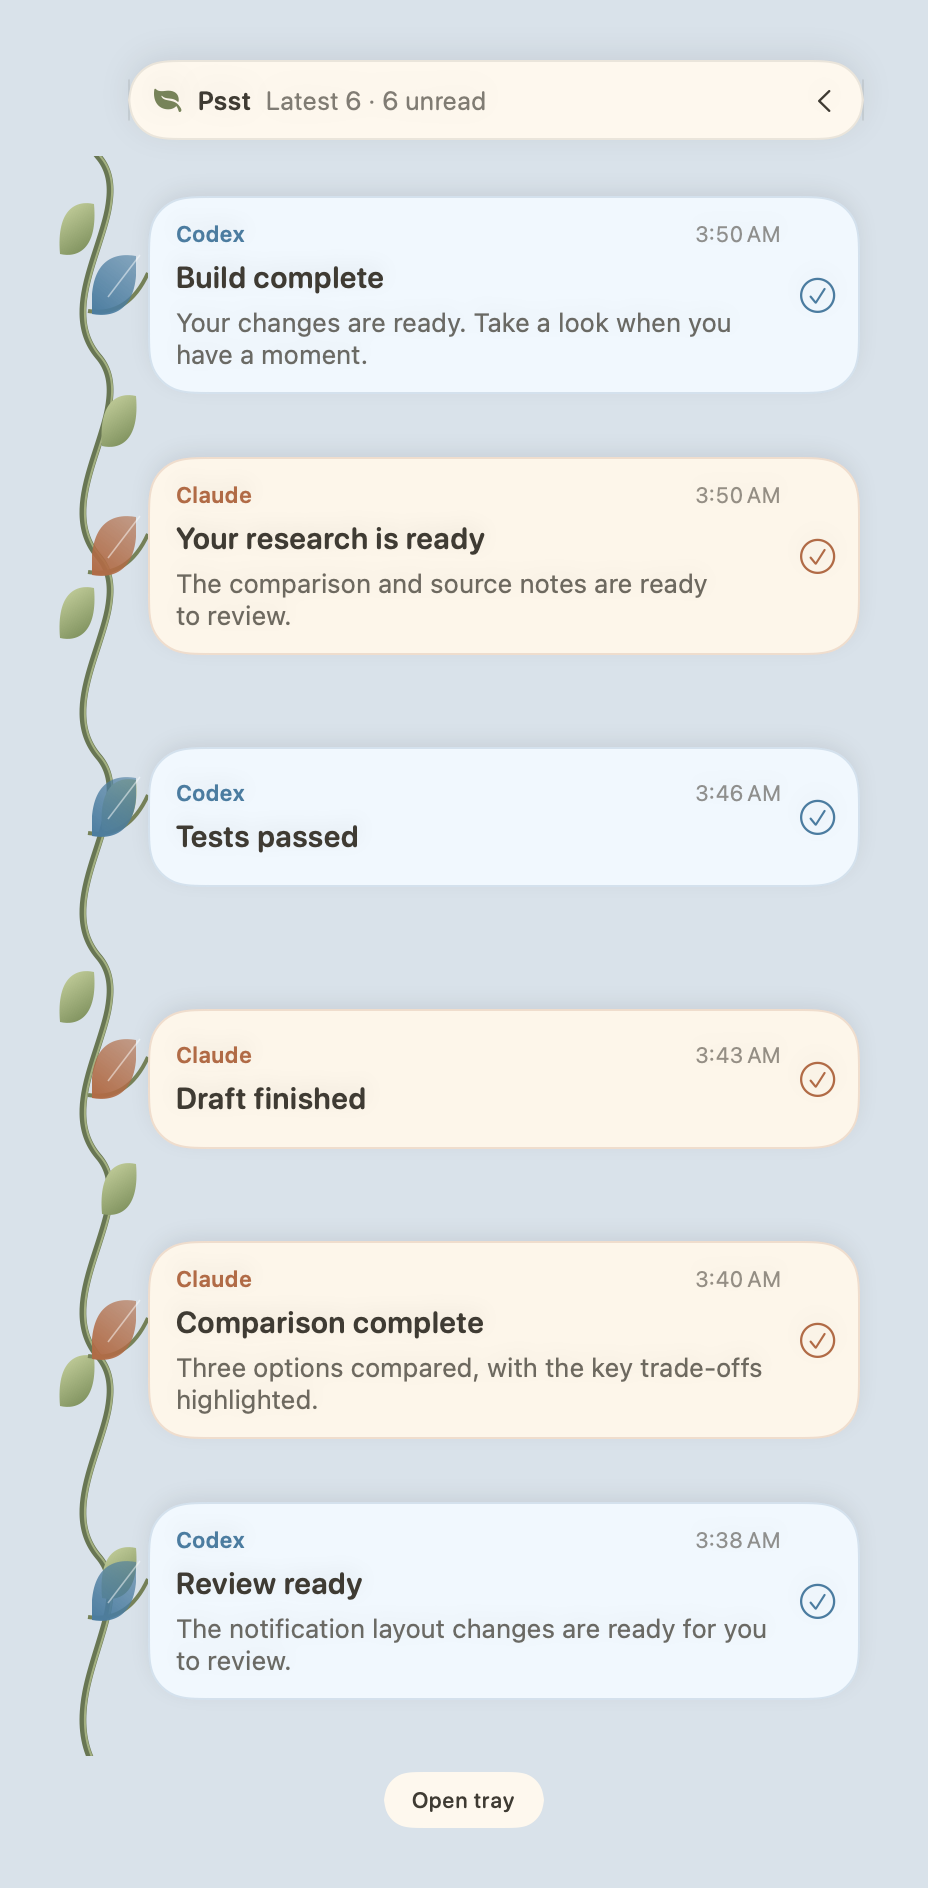 Psst Latest 6 · 6 unread
Codex 3:50 AM
Build complete
Your changes are ready. Take a look when you
have a moment.
Claude 3:50 AM
Your research is ready
The comparison and source notes are ready
to review.
Codex 3:46 AM
Tests passed
Claude 3:43 AM
Draft finished
Claude 3:40 AM
Comparison complete
Three options compared, with the key trade-offs
highlighted.
Codex 3:38 AM
Review ready
The notification layout changes are ready for you
to review.
Open tray